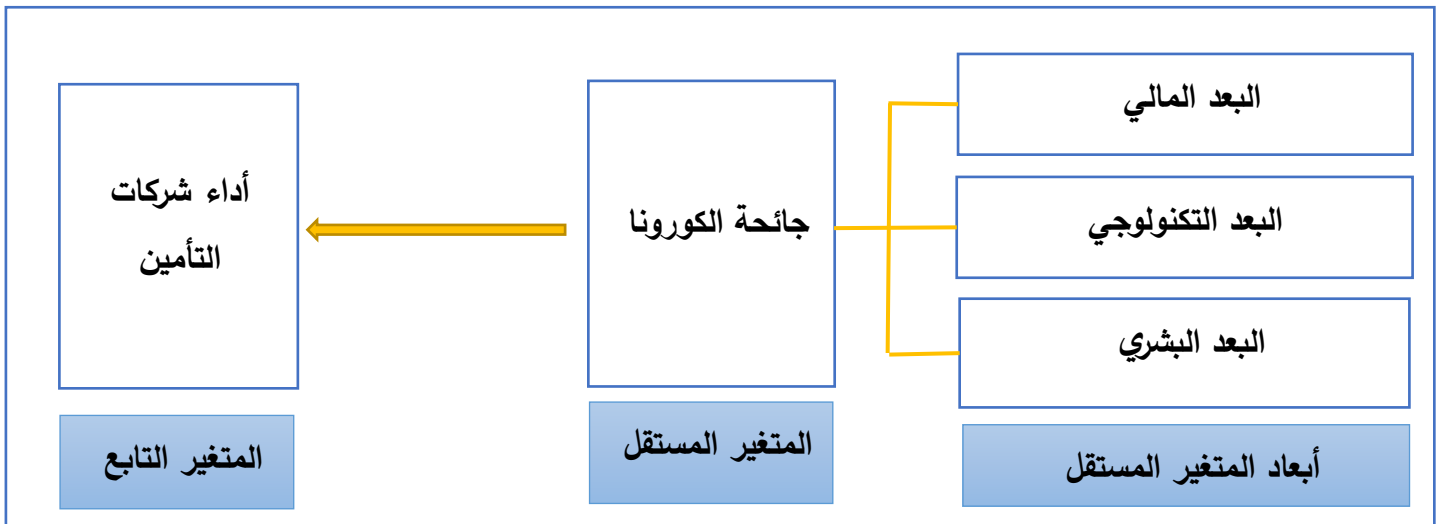 البعد المالي
البعد التكنولوجي
البعد البشري
أبعاد المتغير المستقل
جائحة الكورونا
المتغير المستقل
أداء شركات
التأمين
المتغير التابع